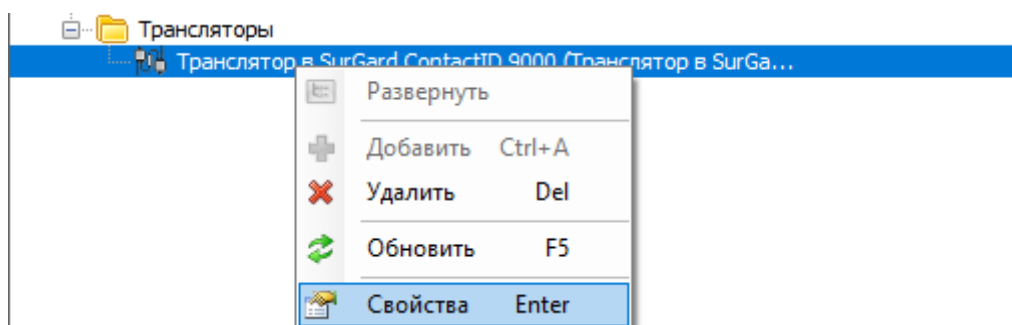 Трансляторы
Транслятор в SurGard ContactID 9000 (Транслятор в SurGa...
Развернуть
Добавить Ctrl+A
Удалить Del
Обновить F5
Свойства Enter